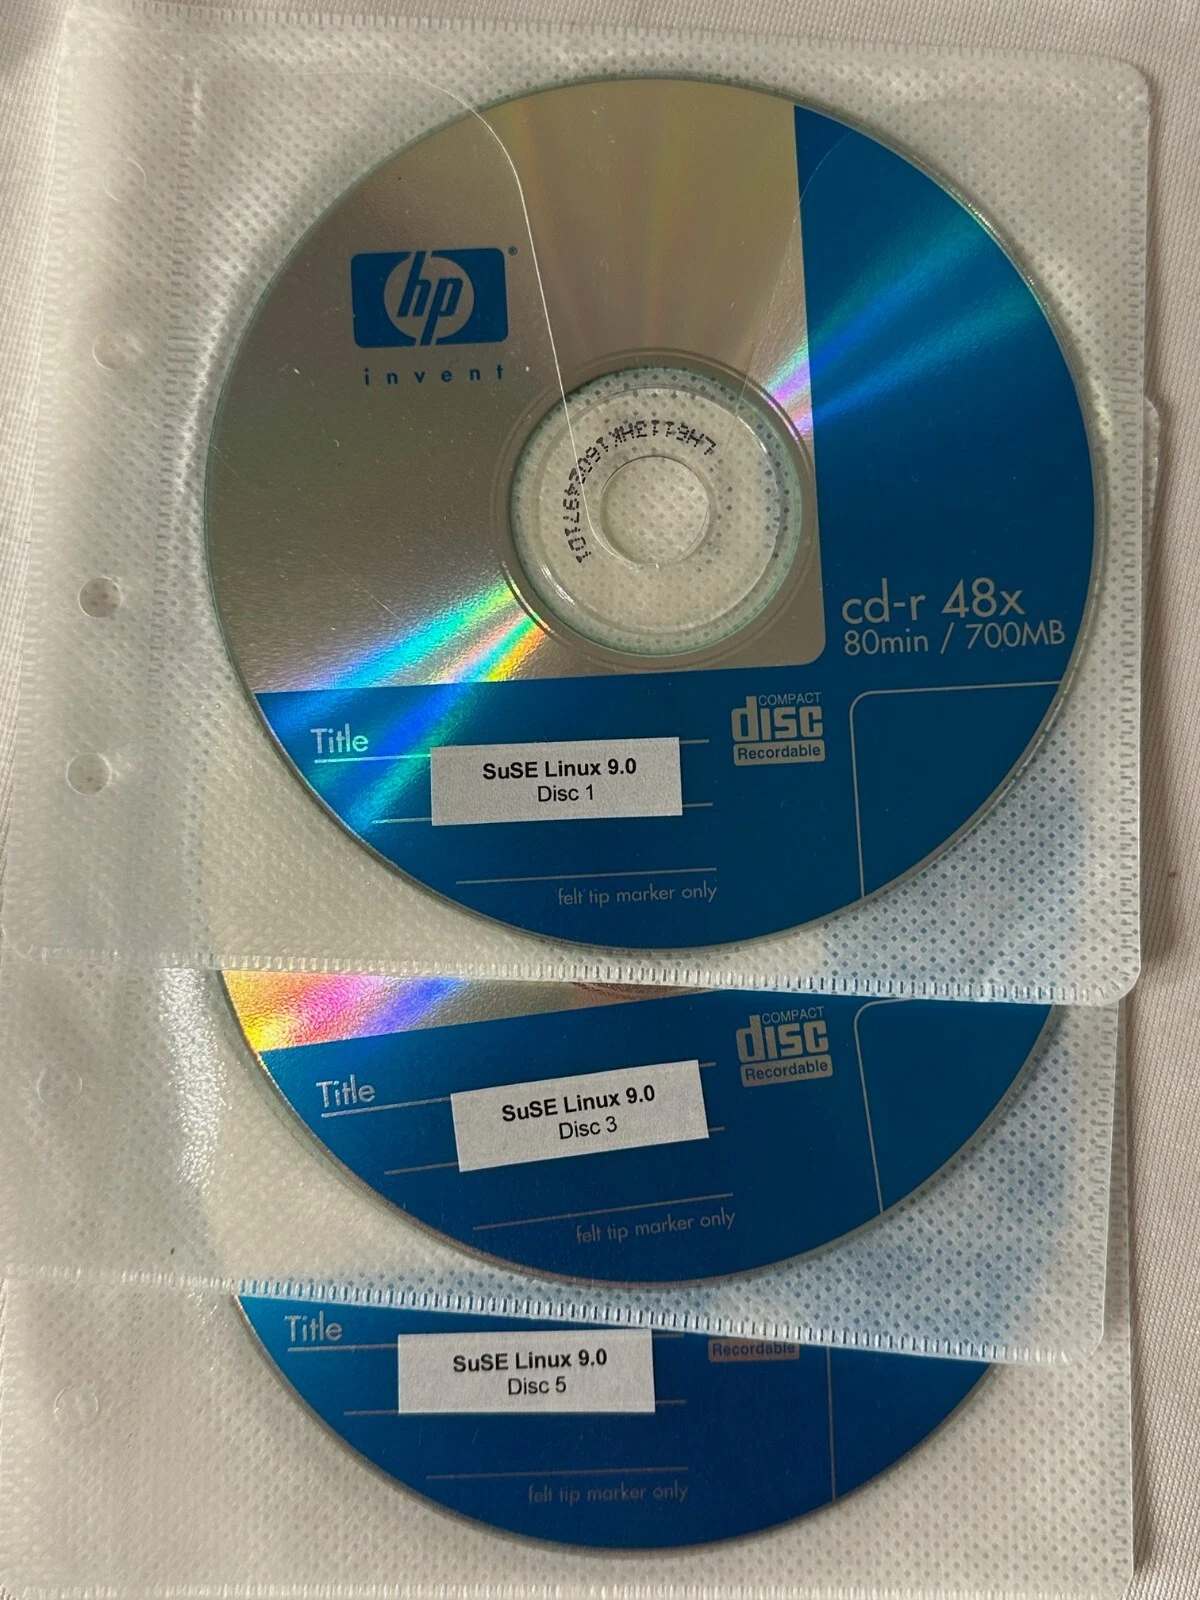 hp
invent
LH6113HK16024971D1
cd-r 48x
80min / 700MB
COMPACT
disc
Recordable
Title
SuSE Linux 9.0
Disc 1
felt tip marker only
COMPACT
disc
Recordable
Title
SuSE Linux 9.0
Disc 3
felt tip marker only
Title
Recordable
SuSE Linux 9.0
Disc 5
felt tip marker only